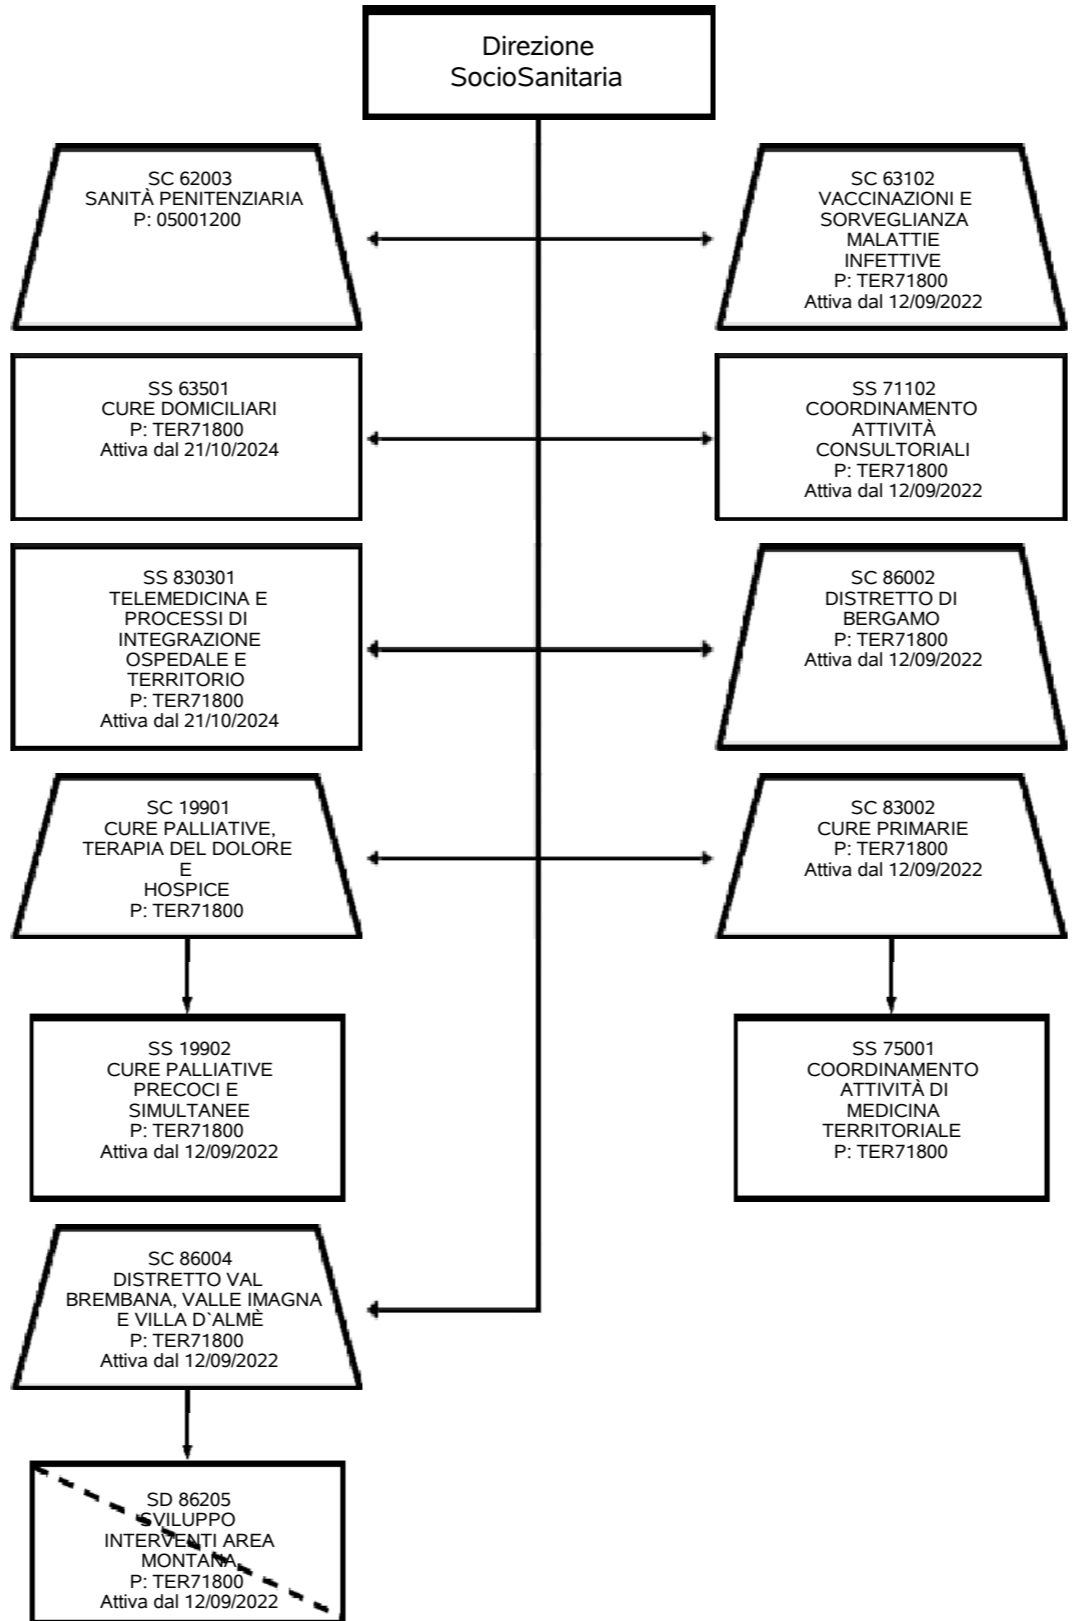 Direzione
SocioSanitaria
SC 62003
SANITÀ PENITENZIARIA
P: 05001200
SC 63102
VACCINAZIONI E
SORVEGLIANZA
MALATTIE
INFETTIVE
P: TER71800
Attiva dal 12/09/2022
SS 63501
CURE DOMICILIARI
P: TER71800
Attiva dal 21/10/2024
SS 71102
COORDINAMENTO
ATTIVITÀ
CONSULTORIALI
P: TER71800
Attiva dal 12/09/2022
SS 830301
TELEMEDICINA E
PROCESSI DI
INTEGRAZIONE
OSPEDALE E
TERRITORIO
P: TER71800
Attiva dal 21/10/2024
SC 86002
DISTRETTO DI
BERGAMO
P: TER71800
Attiva dal 12/09/2022
SC 19901
CURE PALLIATIVE,
TERAPIA DEL DOLORE
E
HOSPICE
P: TER71800
SC 83002
CURE PRIMARIE
P: TER71800
Attiva dal 12/09/2022
SS 19902
CURE PALLIATIVE
PRECOCI E
SIMULTANEE
P: TER71800
Attiva dal 12/09/2022
SS 75001
COORDINAMENTO
ATTIVITÀ DI
MEDICINA
TERRITORIALE
P: TER71800
SC 86004
DISTRETTO VAL
BREMBANA, VALLE IMAGNA
E VILLA D`ALMÈ
P: TER71800
Attiva dal 12/09/2022
SD 86205
SVILUPPO
INTERVENTI AREA
MONTANA
P: TER71800
Attiva dal 12/09/2022